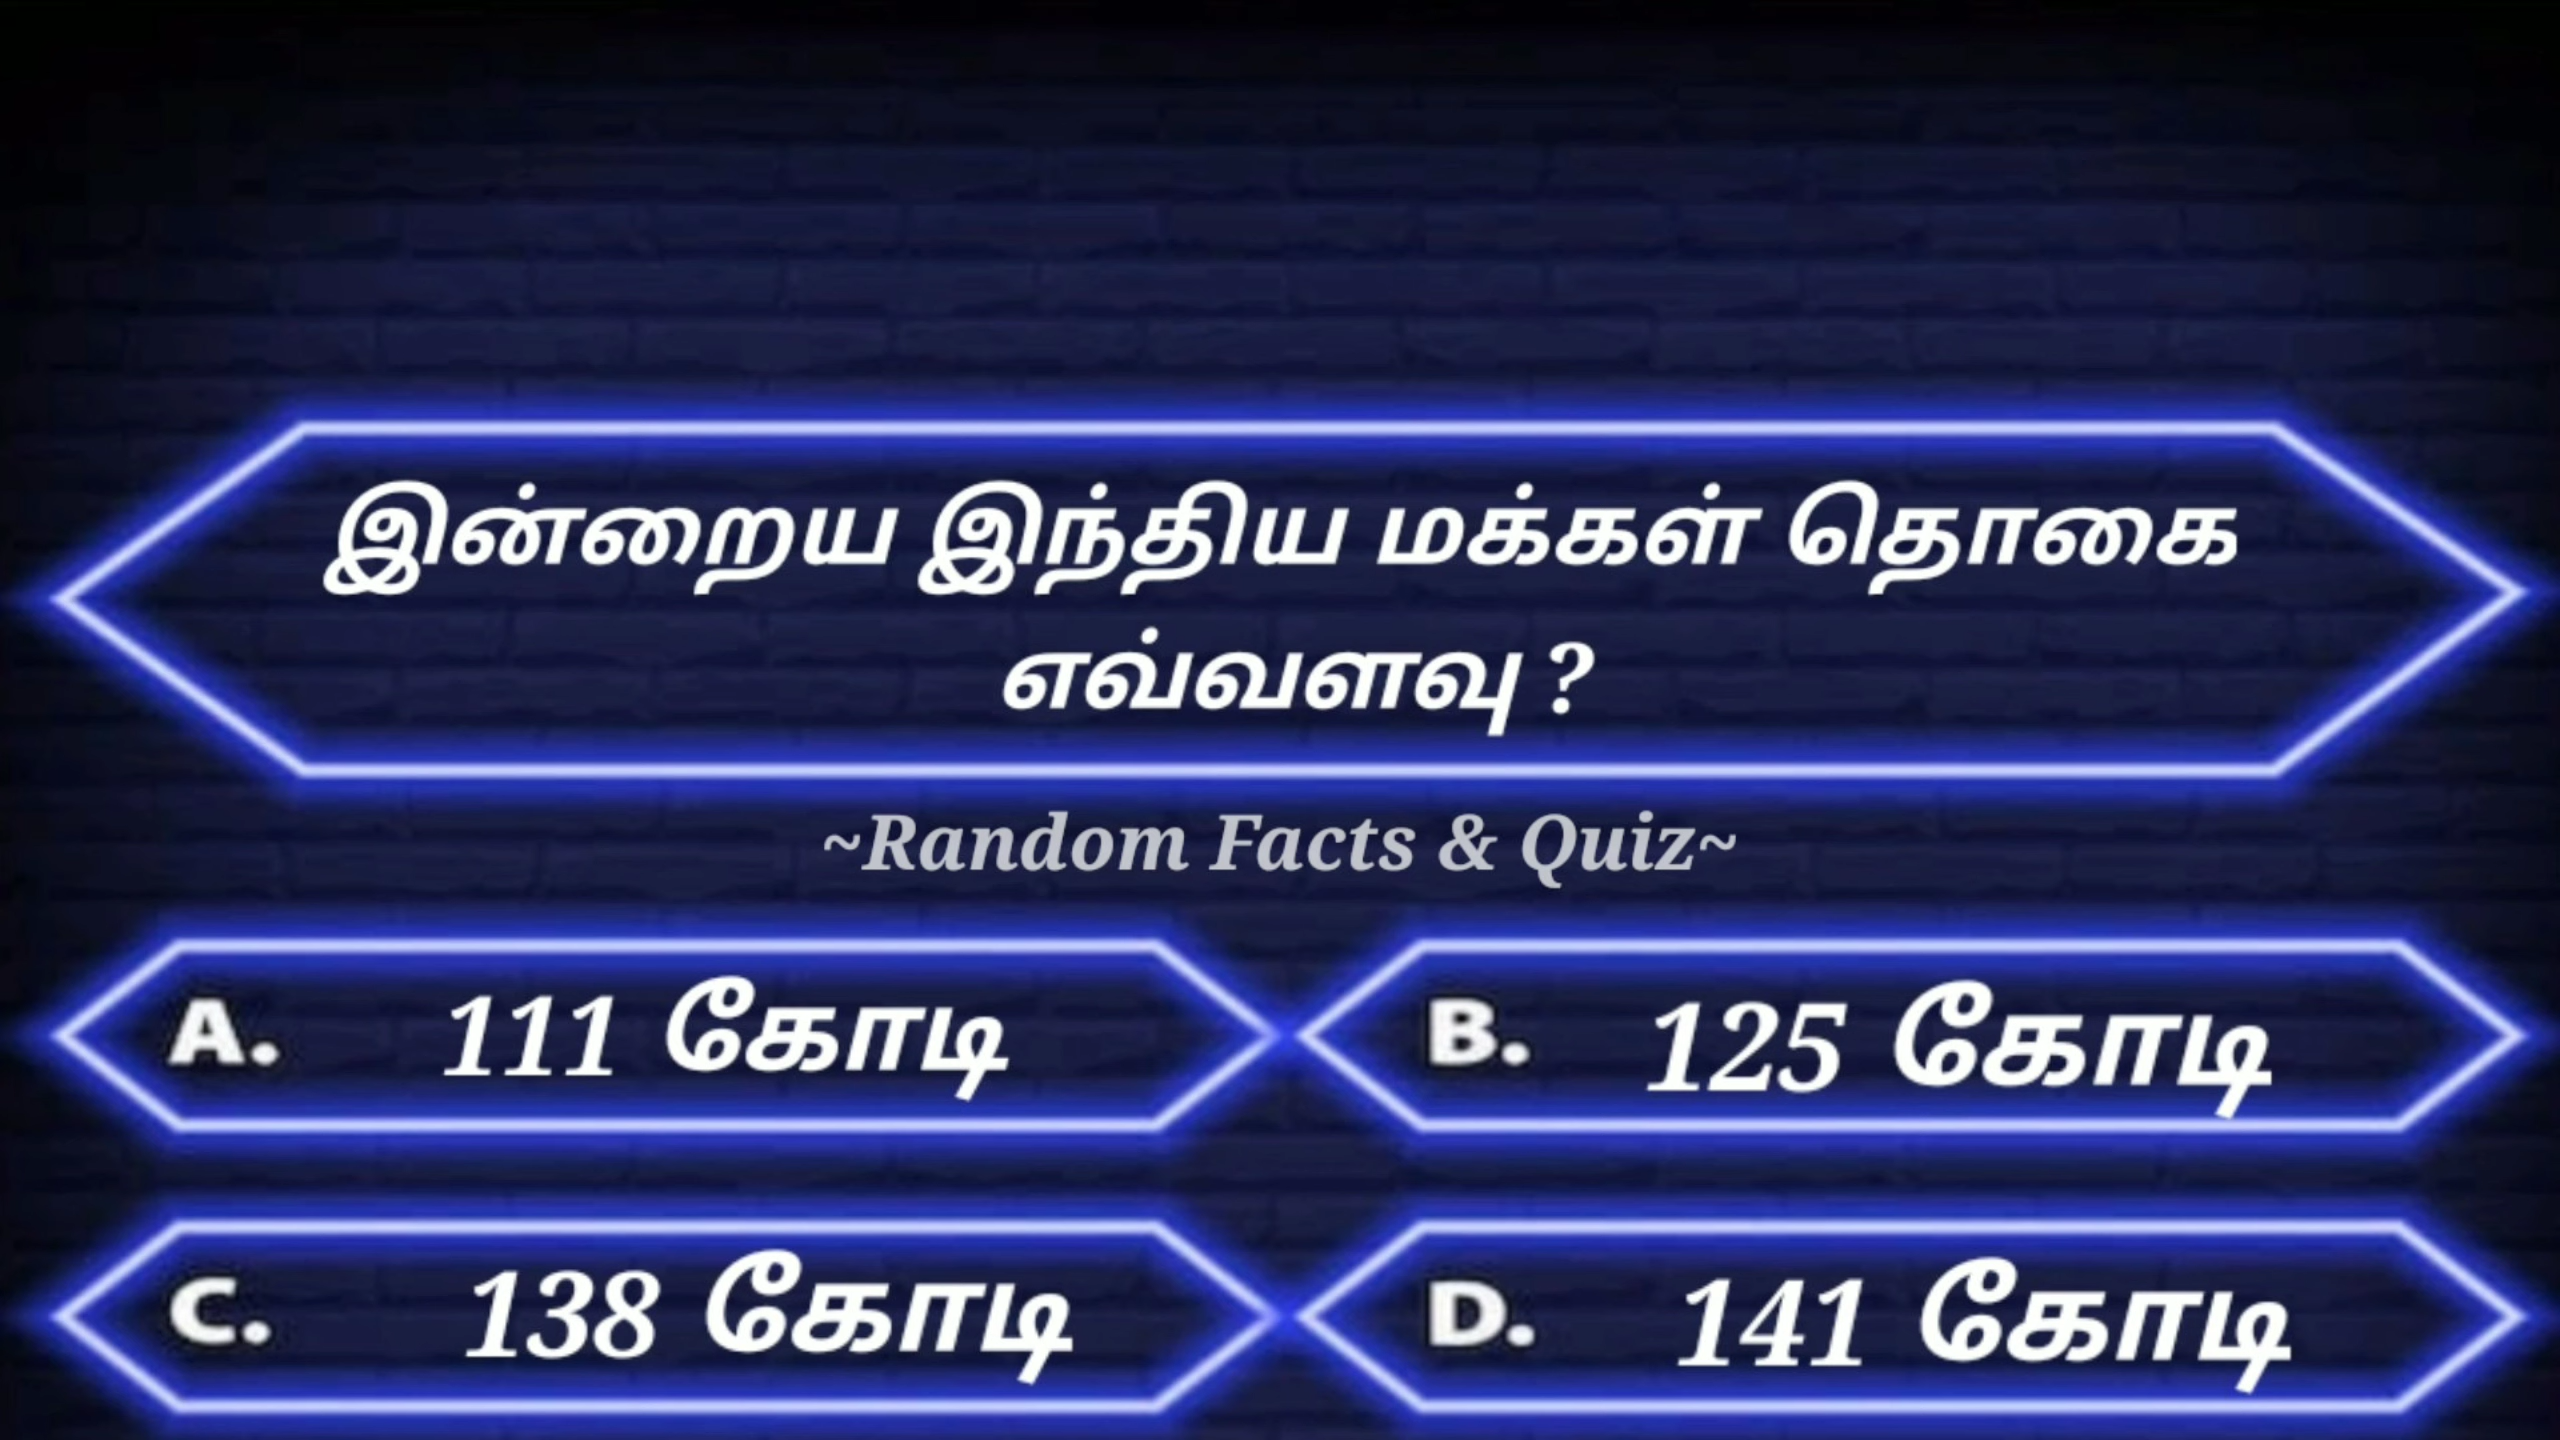 இன்றைய இந்திய மக்கள் தொகை
எவ்வளவு ?
~Random Facts & Quiz~
A. 111 கோடி
B. 125 கோடி
C. 138 கோடி
D. 141 கோடி